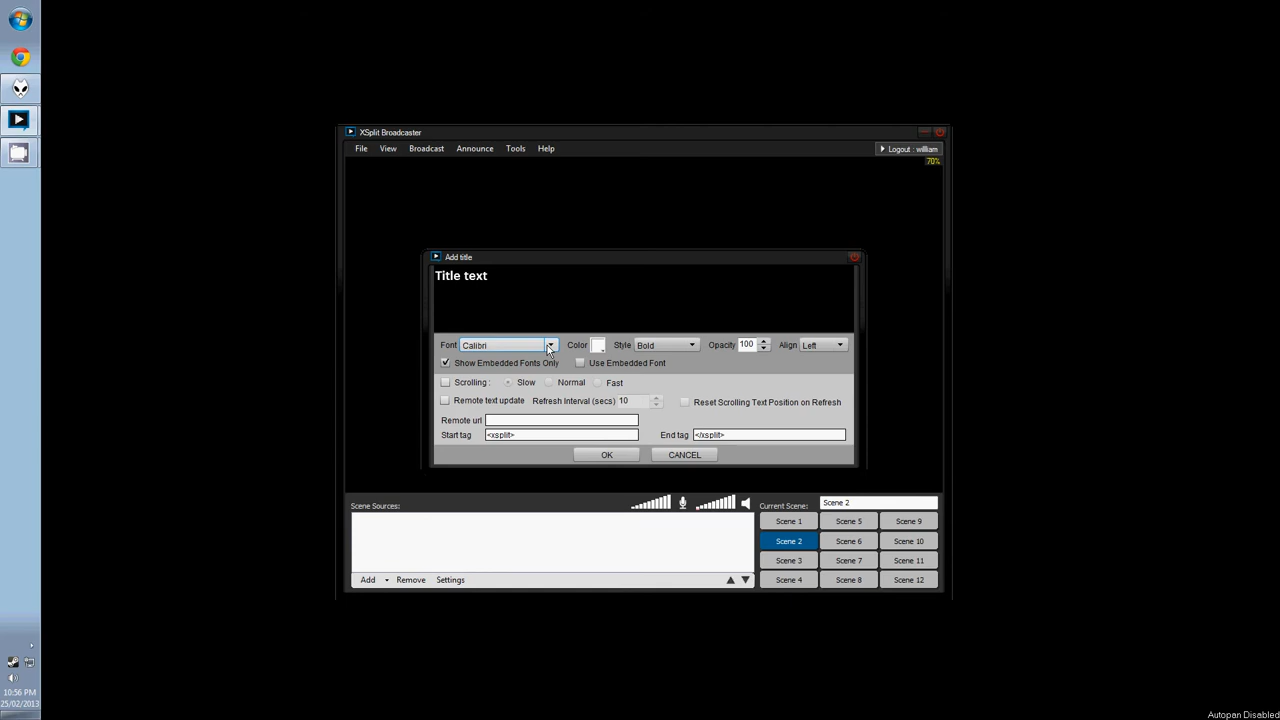 XSplit Broadcaster
File View Broadcast Announce Tools Help
Logout : william
70%
Add title
Title text
Font Calibri Color Style Bold Opacity 100 Align Left
Show Embedded Fonts Only Use Embedded Font
Scrolling : Slow Normal Fast
Remote text update Refresh Interval (secs) 10 Reset Scrolling Text Position on Refresh
Remote url
Start tag <xsplit> End tag </xsplit>
OK CANCEL
Scene Sources: Current Scene: Scene 2
Scene 1 Scene 5 Scene 9
Scene 2 Scene 6 Scene 10
Scene 3 Scene 7 Scene 11
Add Remove Settings Scene 4 Scene 8 Scene 12
10:56 PM
25/02/2013
Autopan Disabled